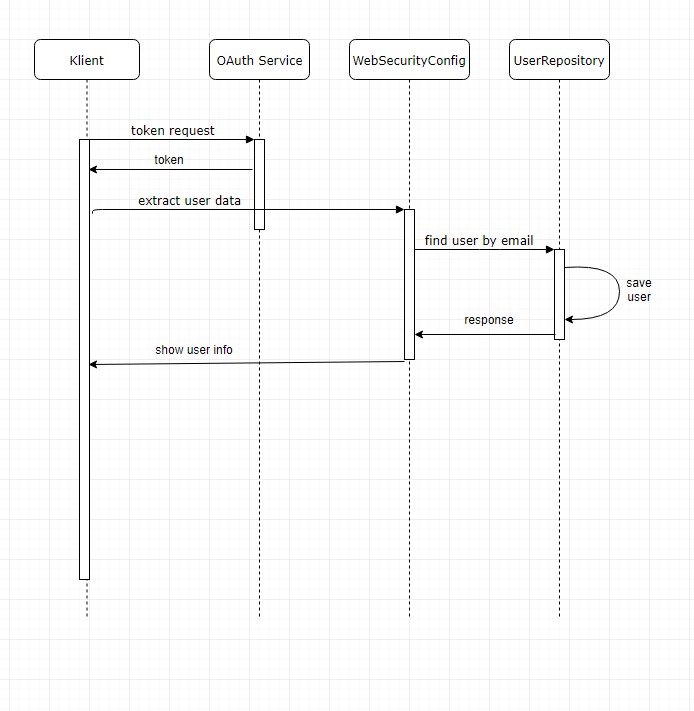 Klient
OAuth Service
WebSecurityConfig
UserRepository
token request
token
extract user data
find user by email
save
user
response
show user info